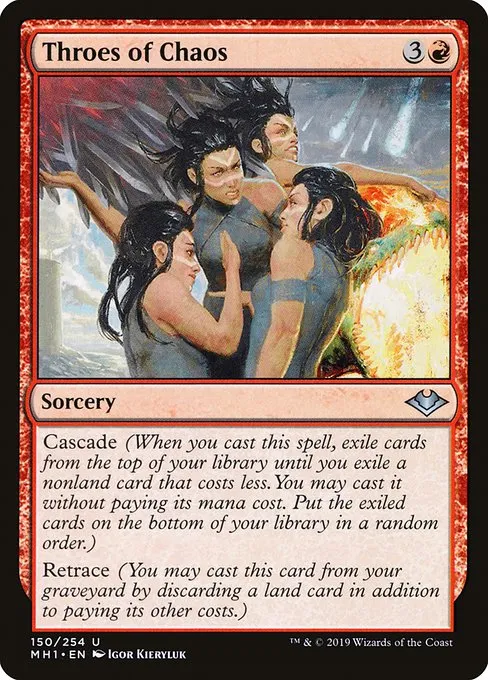 Throes of Chaos 3
Sorcery
Cascade (When you cast this spell, exile cards
from the top of your library until you exile a
nonland card that costs less. You may cast it
without paying its mana cost. Put the exiled
cards on the bottom of your library in a random
order.)
Retrace (You may cast this card from your
graveyard by discarding a land card in addition
to paying its other costs.)
150/254 U
MH1 • EN Igor Kieryluk
™ & © 2019 Wizards of the Coast